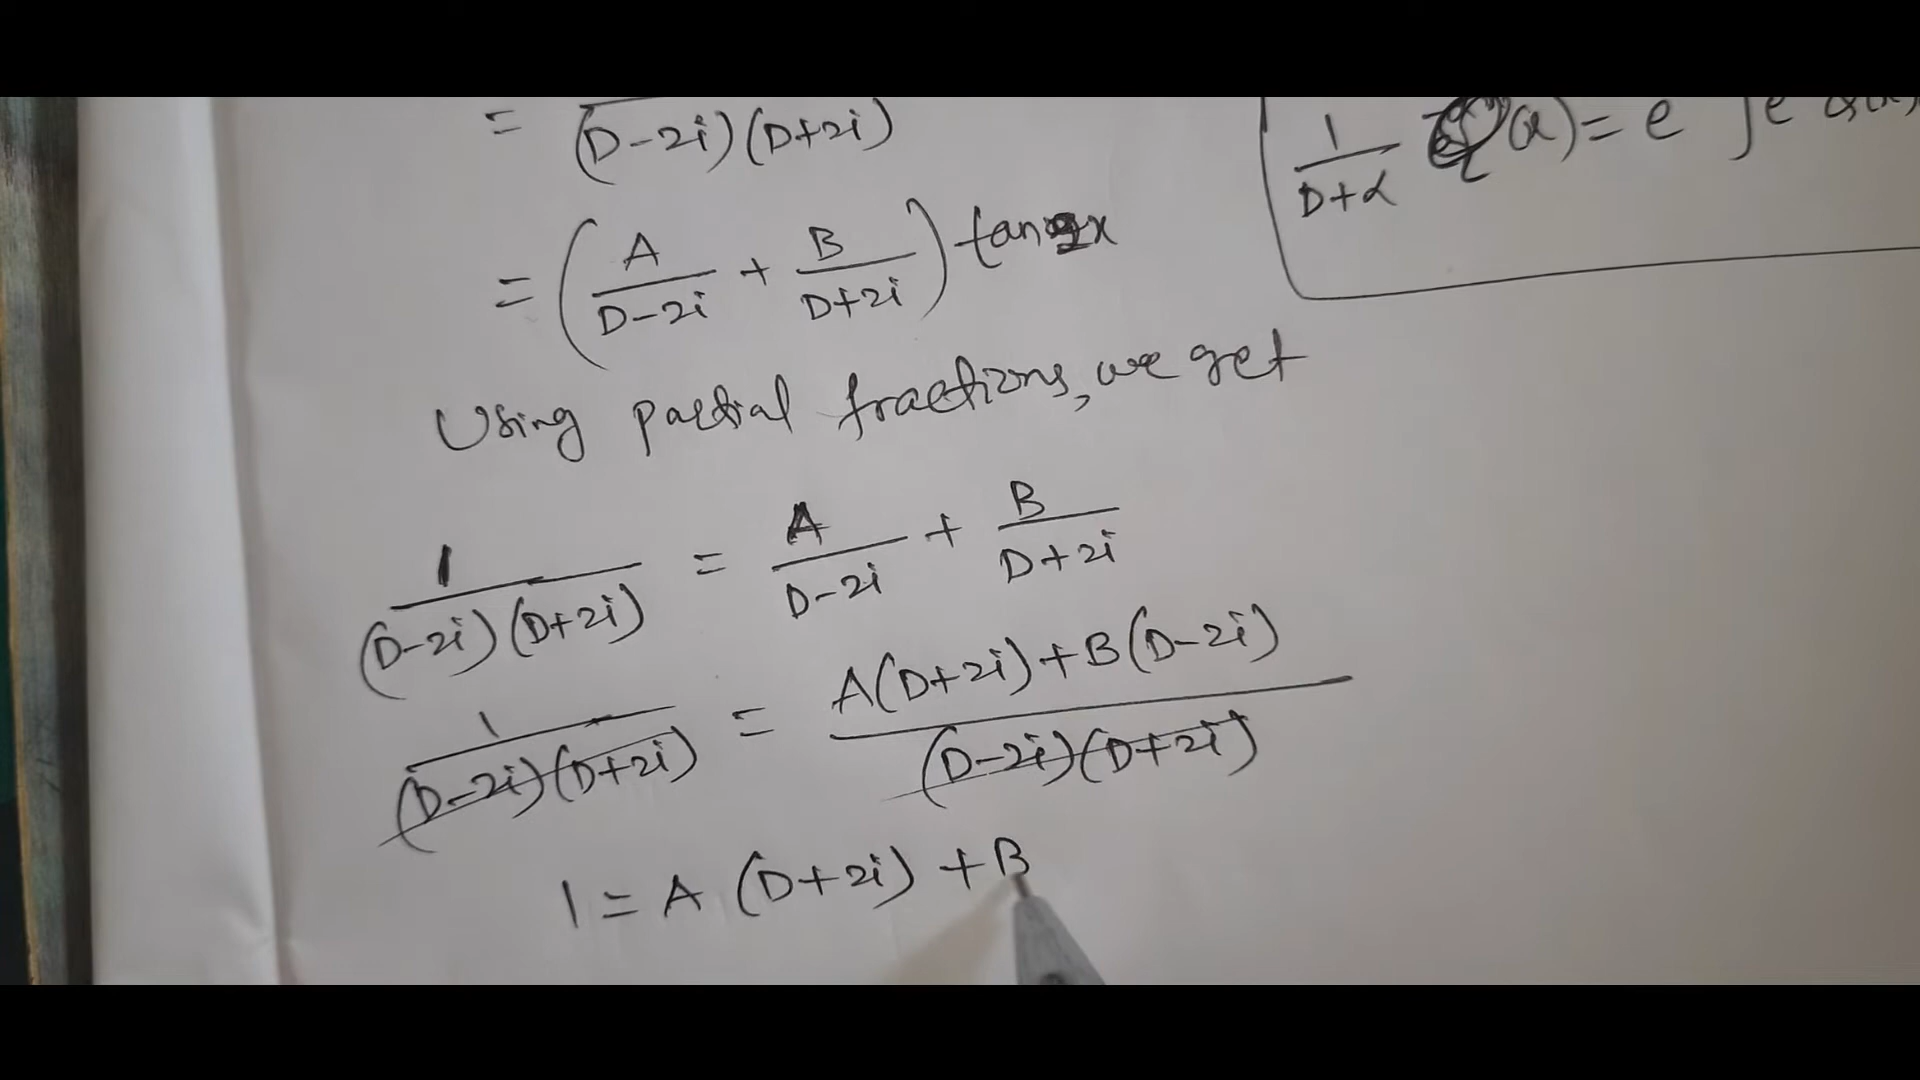 = (D-2i)(D+2i)
1/(D+α) (x) = e ∫e
= (A/(D-2i) + B/(D+2i)) tan2x
Using partial fractions, we get
1/((D-2i)(D+2i)) = A/(D-2i) + B/(D+2i)
1/((D-2i)(D+2i)) = (A(D+2i)+B(D-2i))/((D-2i)(D+2i))
1 = A (D+2i) + B